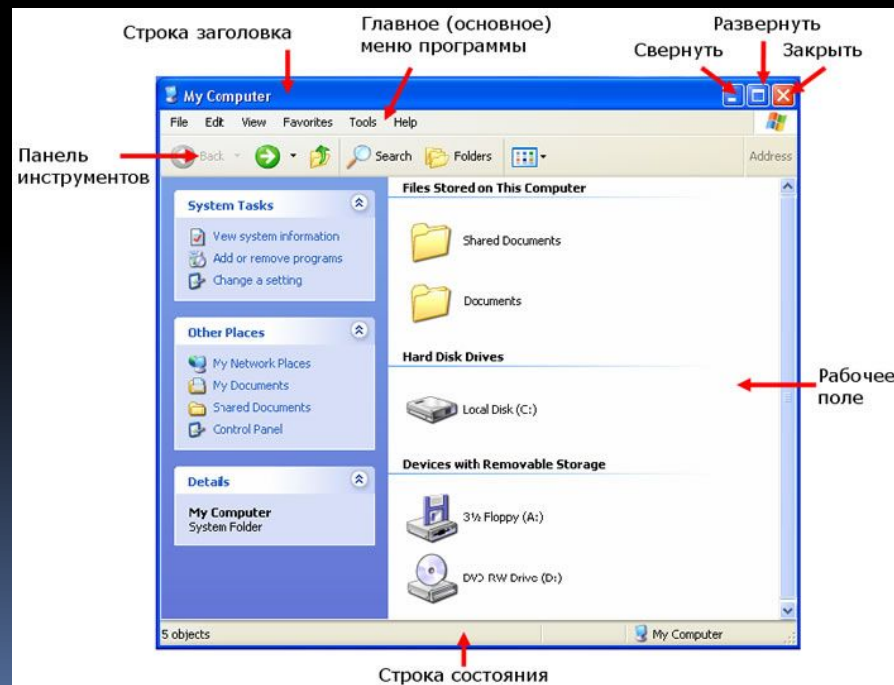 Строка заголовка
Главное (основное)
меню программы
Развернуть
Свернуть
Закрыть
My Computer
File Edit View Favorites Tools Help
Панель
инструментов
Back Search Folders Address
System Tasks
View system information
Add or remove programs
Change a setting
Other Places
My Network Places
My Documents
Shared Documents
Control Panel
Details
My Computer
System Folder
Files Stored on This Computer
Shared Documents
Documents
Hard Disk Drives
Local Disk (C:)
Devices with Removable Storage
3½ Floppy (A:)
DVD RW Drive (D:)
Рабочее
поле
5 objects
My Computer
Строка состояния